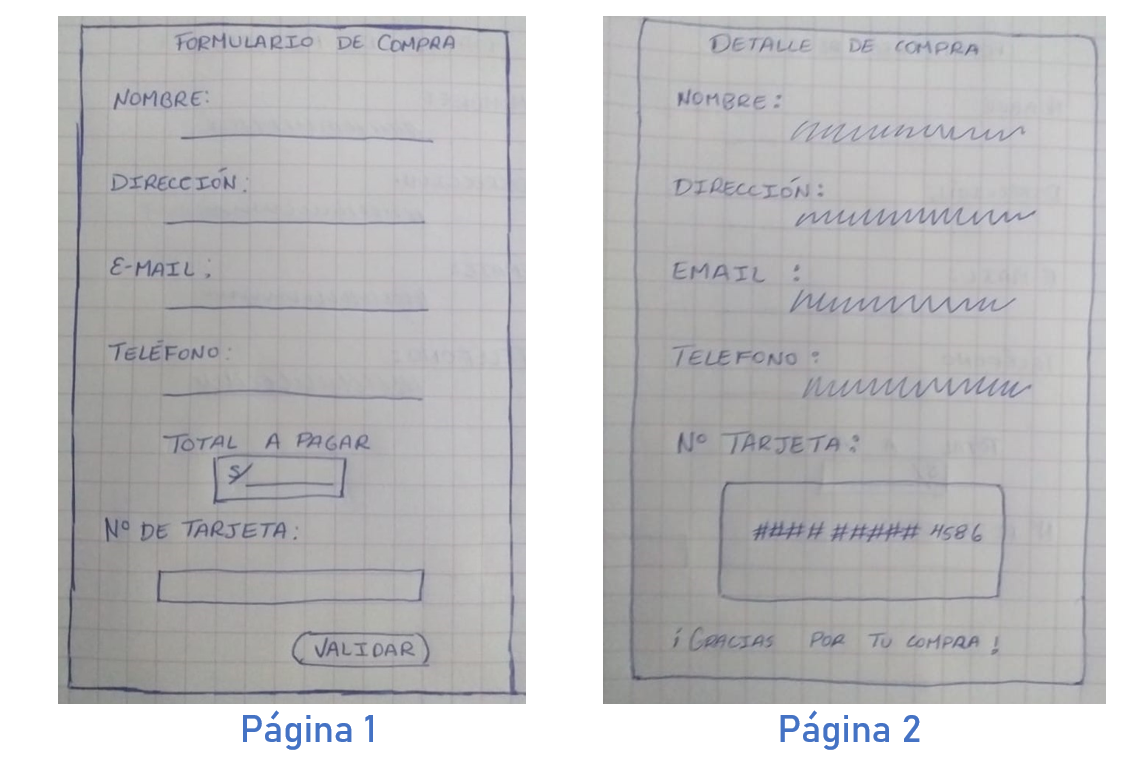 FORMULARIO DE COMPRA
NOMBRE:
DIRECCIÓN:
E-MAIL:
TELÉFONO:
TOTAL A PAGAR
S/
Nº DE TARJETA:
VALIDAR
Página 1
DETALLE DE COMPRA
NOMBRE:
DIRECCIÓN:
EMAIL :
TELEFONO:
Nº TARJETA:
#### ##### 4586
¡GRACIAS POR TU COMPRA!
Página 2